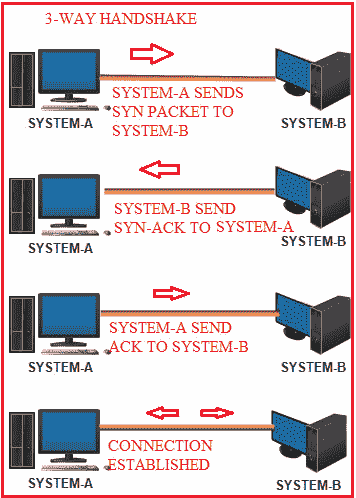 3-WAY HANDSHAKE
SYSTEM-A SENDS
SYN PACKET TO
SYSTEM-B
SYSTEM-A
SYSTEM-B
SYSTEM-B SEND
SYN-ACK TO SYSTEM-A
SYSTEM-A
SYSTEM-B
SYSTEM-A SEND
ACK TO SYSTEM-B
SYSTEM-A
SYSTEM-B
CONNECTION
ESTABLISHED
SYSTEM-A
SYSTEM-B